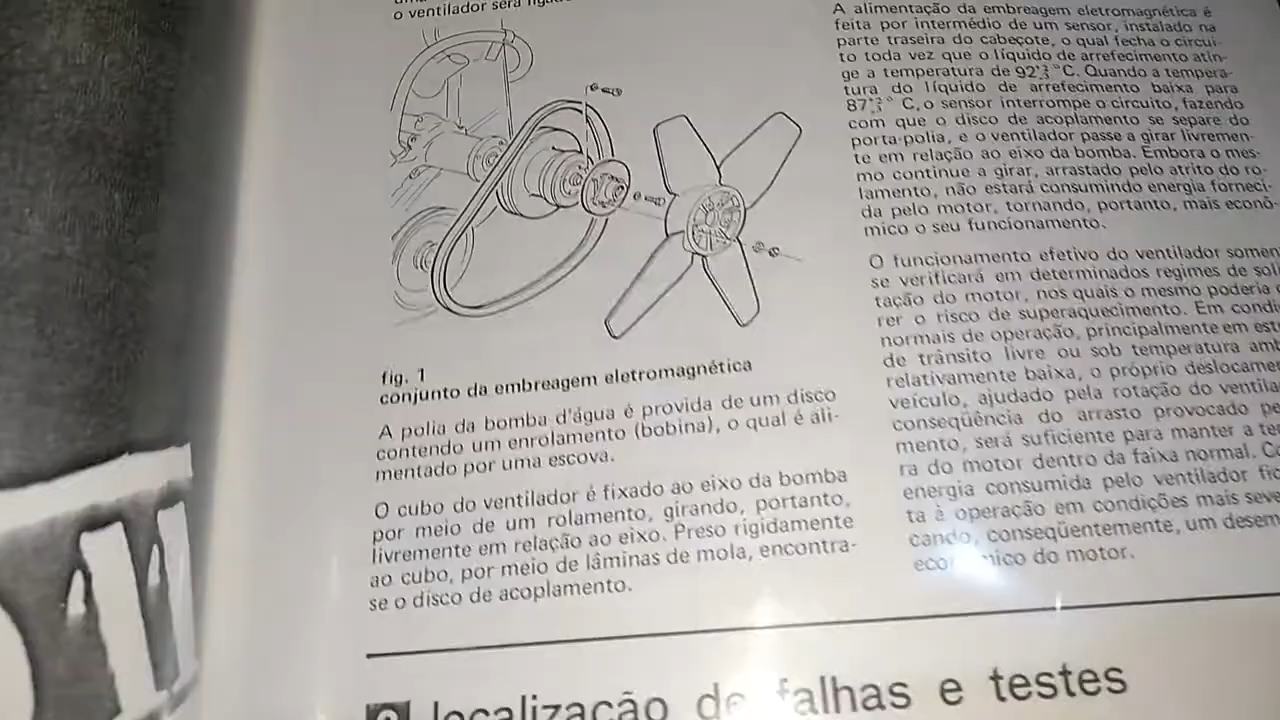 o ventilador será
fig. 1
conjunto da embreagem eletromagnética
A polia da bomba d'água é provida de um disco
contendo um enrolamento (bobina), o qual é ali-
mentado por uma escova.
O cubo do ventilador é fixado ao eixo da bomba
por meio de um rolamento, girando, portanto,
livremente em relação ao eixo. Preso rigidamente
ao cubo, por meio de lâminas de mola, encontra-
se o disco de acoplamento.
A alimentação da embreagem eletromagnética é
feita por intermédio de um sensor, instalado na
parte traseira do cabeçote, o qual fecha o circui-
to toda vez que o líquido de arrefecimento atin-
ge a temperatura de 92 °C. Quando a tempera-
tura do líquido de arrefecimento baixa para
87 ° C, o sensor interrompe o circuito, fazendo
com que o disco de acoplamento se separe do
porta-polia, e o ventilador passe a girar livremen-
te em relação ao eixo da bomba. Embora o mes-
mo continue a girar, arrastado pelo atrito do ro-
lamento, não estará consumindo energia forneci-
da pelo motor, tornando, portanto, mais econô-
mico o seu funcionamento.
O funcionamento efetivo do ventilador somen
se verificará em determinados regimes de soli
tação do motor, nos quais o mesmo poderia
rer o risco de superaquecimento. Em condi
normais de operação, principalmente em est
de trânsito livre ou sob temperatura amb
relativamente baixa, o próprio deslocame
veículo, ajudado pela rotação do ventila
conseqüência do arrasto provocado pe
mento, será suficiente para manter a te
ra do motor dentro da faixa normal. C
energia consumida pelo ventilador fic
ta à operação em condições mais seve
cando, conseqüentemente, um desem
do motor.
localização de falhas e testes